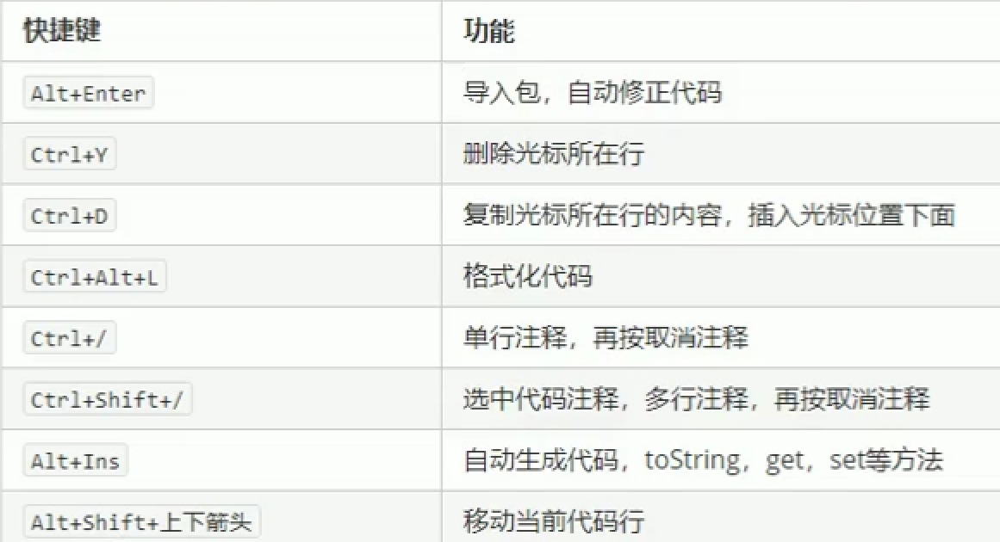 快捷键 功能
Alt+Enter 导入包，自动修正代码
Ctrl+Y 删除光标所在行
Ctrl+D 复制光标所在行的内容，插入光标位置下面
Ctrl+Alt+L 格式化代码
Ctrl+/ 单行注释，再按取消注释
Ctrl+Shift+/ 选中代码注释，多行注释，再按取消注释
Alt+Ins 自动生成代码，toString，get，set等方法
Alt+Shift+上下箭头 移动当前代码行